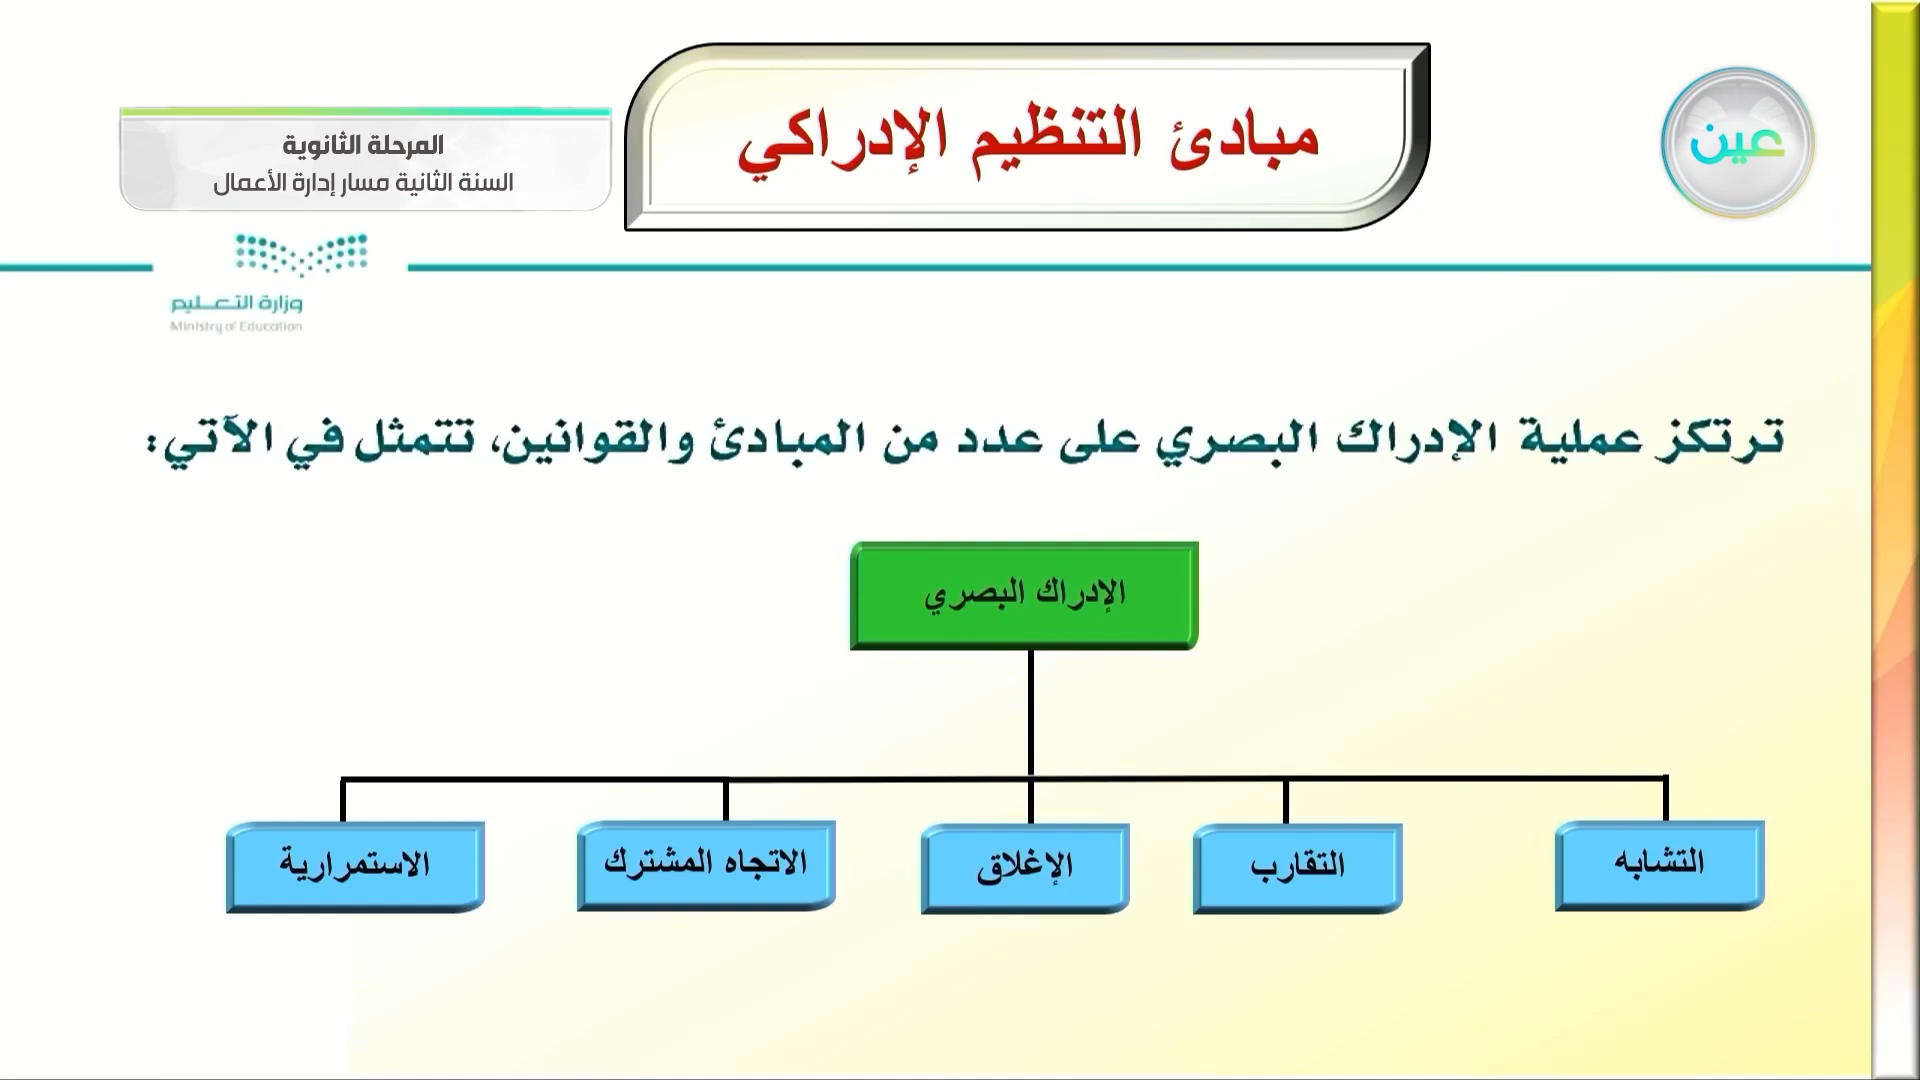 عين
مبادئ التنظيم الإدراكي
المرحلة الثانوية
السنة الثانية مسار إدارة الأعمال
وزارة التعـــليم
Ministry of Education
ترتكز عملية الإدراك البصري على عدد من المبادئ والقوانين، تتمثل في الآتي:
الإدراك البصري
التشابه
التقارب
الإغلاق
الاتجاه المشترك
الاستمرارية